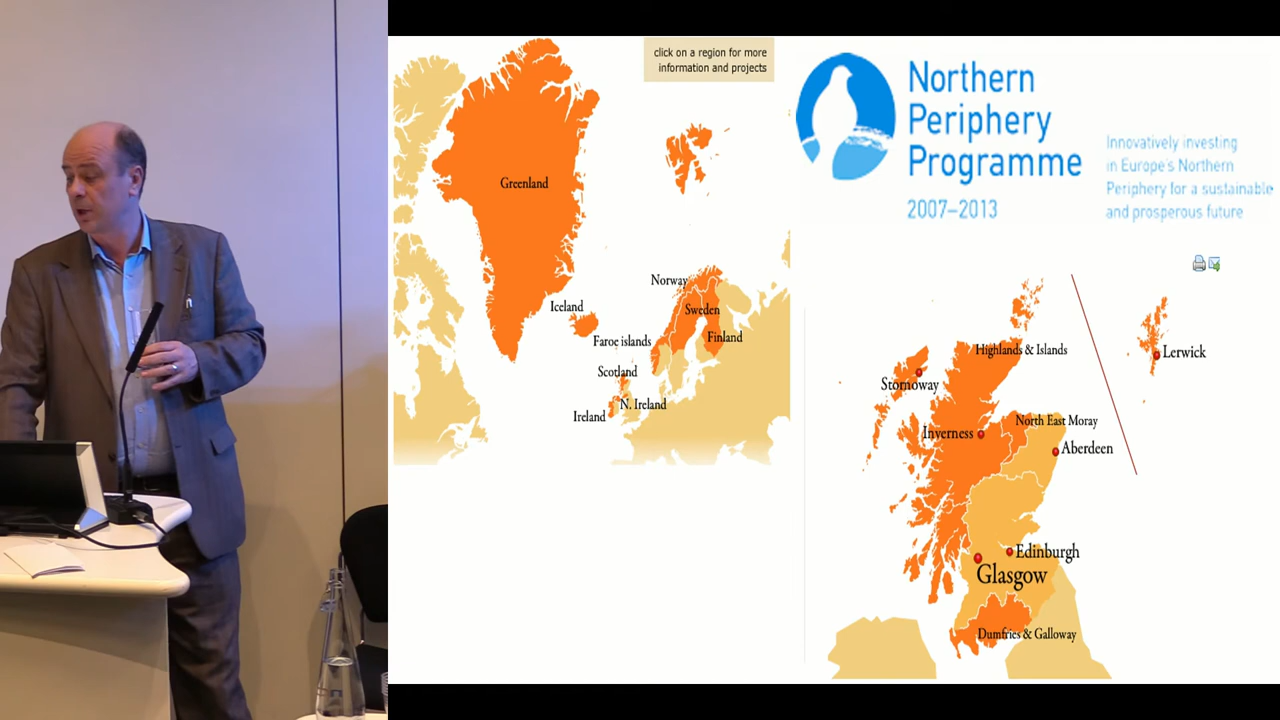 click on a region for more
information and projects
Greenland
Norway
Iceland
Sweden
Faroe islands
Finland
Scotland
N. Ireland
Ireland
Northern
Periphery
Programme
2007–2013
Innovatively investing
in Europe's Northern
Periphery for a sustainable
and prosperous future
Highlands & Islands
Lerwick
Stornoway
North East Moray
Inverness
Aberdeen
Edinburgh
Glasgow
Dumfries & Galloway